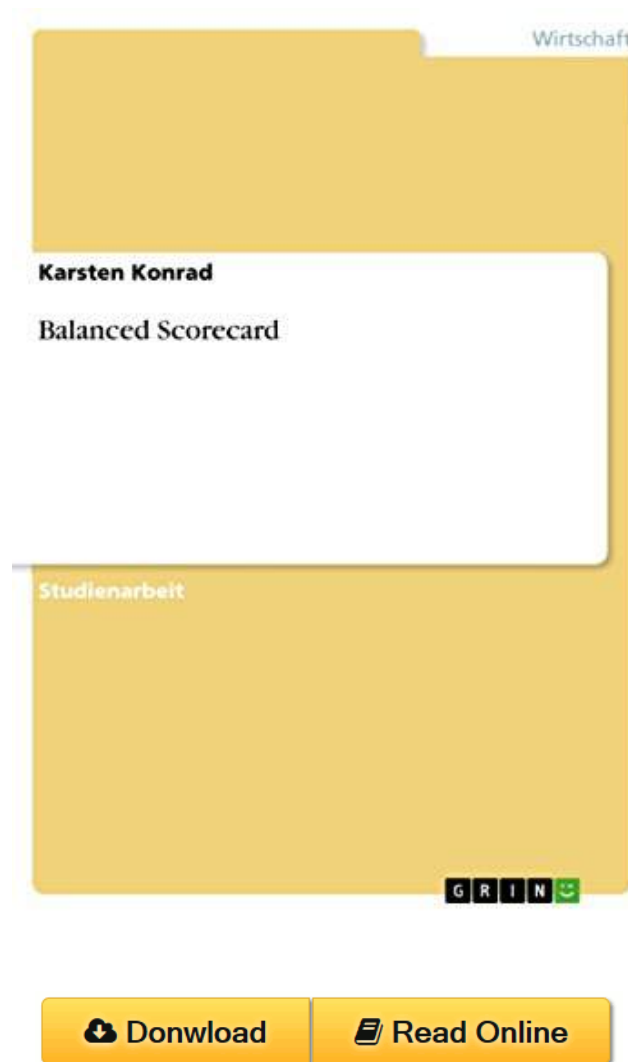 Wirtschaft
Karsten Konrad
Balanced Scorecard
Studienarbeit
GRIN
Donwload
Read Online